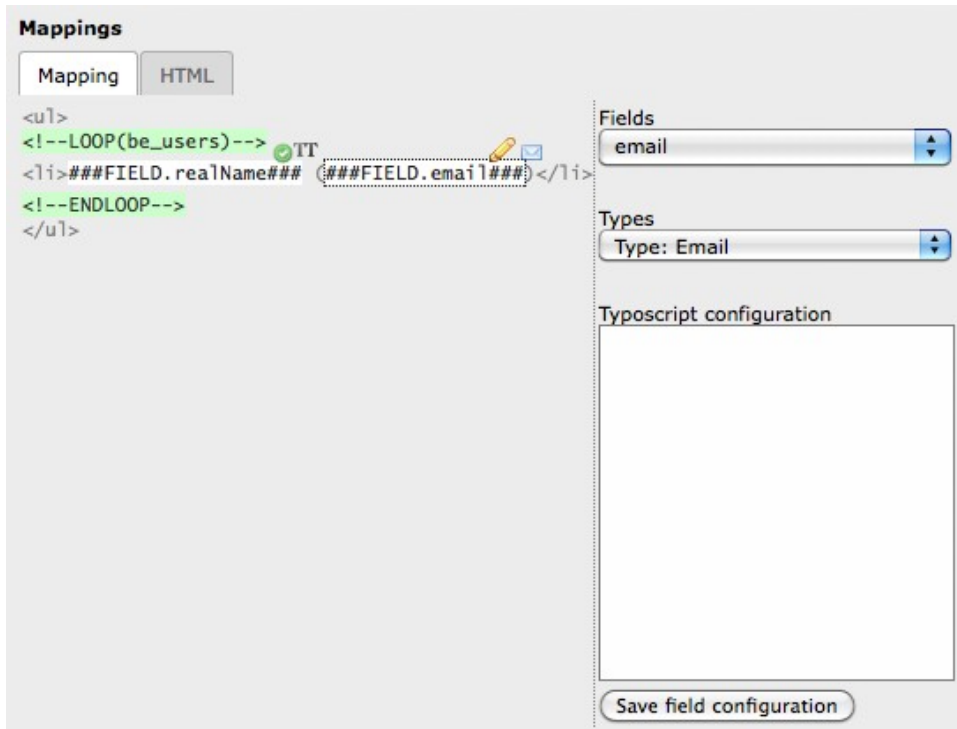 Mappings
Mapping HTML
<ul>
<!--LOOP(be_users)--> TT
<li>###FIELD.realName### (###FIELD.email###)</li>
<!--ENDLOOP-->
</ul>
Fields
email
Types
Type: Email
Typoscript configuration
Save field configuration